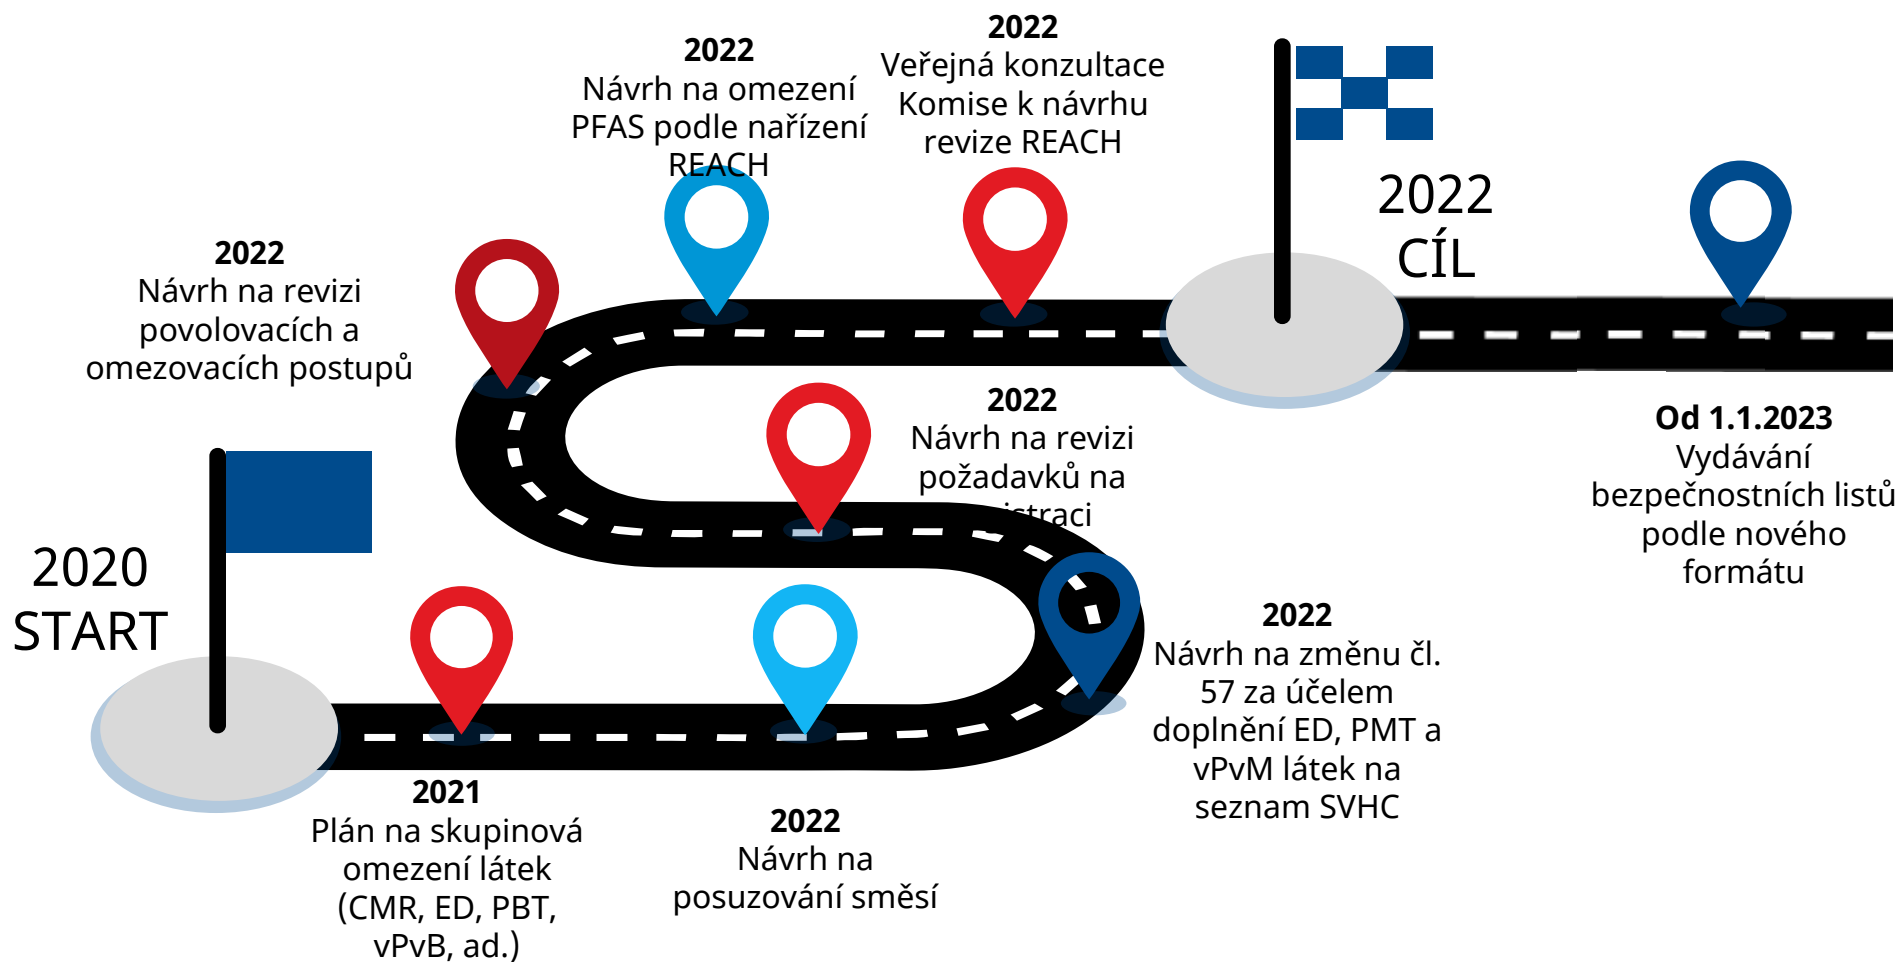 2022
Návrh na omezení
PFAS podle nařízení
REACH
2022
Veřejná konzultace
Komise k návrhu
revize REACH
2022
CÍL
2022
Návrh na revizi
povolovacích a
omezovacích postupů
2022
Návrh na revizi
požadavků na
Od 1.1.2023
Vydávání
bezpečnostních listů
podle nového
formátu
2020
START
2022
Návrh na změnu čl.
57 za účelem
doplnění ED, PMT a
vPvM látek na
seznam SVHC
2021
Plán na skupinová
omezení látek
(CMR, ED, PBT,
vPvB, ad.)
2022
Návrh na
posuzování směsí